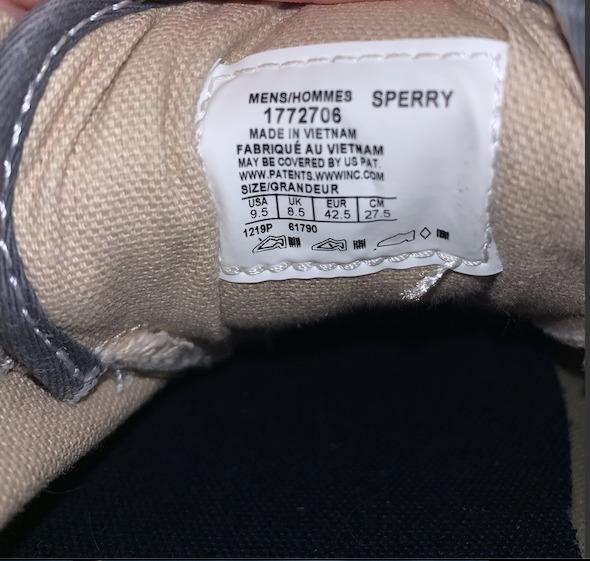 MENS/HOMMES SPERRY
1772706
MADE IN VIETNAM
FABRIQUÉ AU VIETNAM
MAY BE COVERED BY US PAT.
WWW.PATENTS.WWWINC.COM
SIZE/GRANDEUR
USA UK EUR CM
9.5 8.5 42.5 27.5
1219P 61790